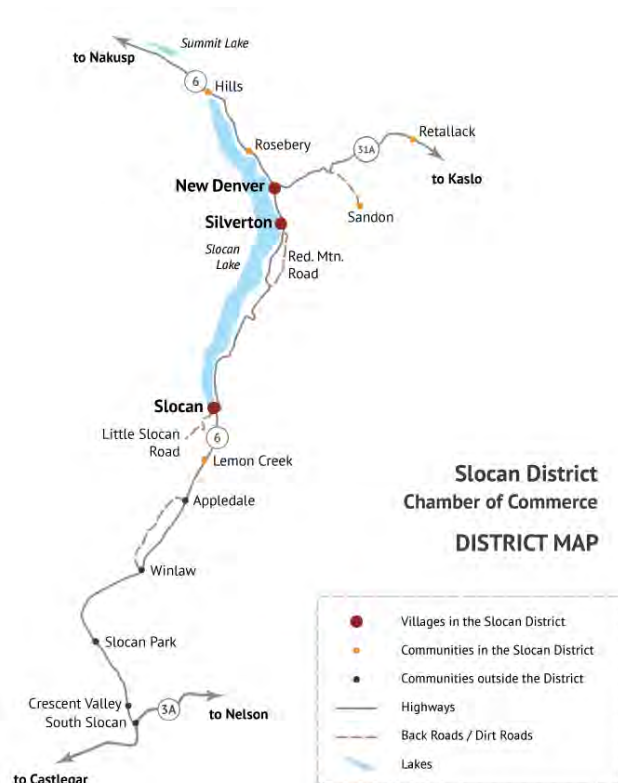 Summit Lake
to Nakusp
6
Hills
Retallack
Rosebery
31A
to Kaslo
New Denver
Sandon
Silverton
Slocan
Lake
Red. Mtn.
Road
Slocan
Little Slocan
Road
6
Lemon Creek
Appledale
Slocan District
Chamber of Commerce
DISTRICT MAP
Winlaw
Villages in the Slocan District
Communities in the Slocan District
Communities outside the District
Highways
Back Roads / Dirt Roads
Lakes
Slocan Park
Crescent Valley
South Slocan
3A
to Nelson
to Castlegar